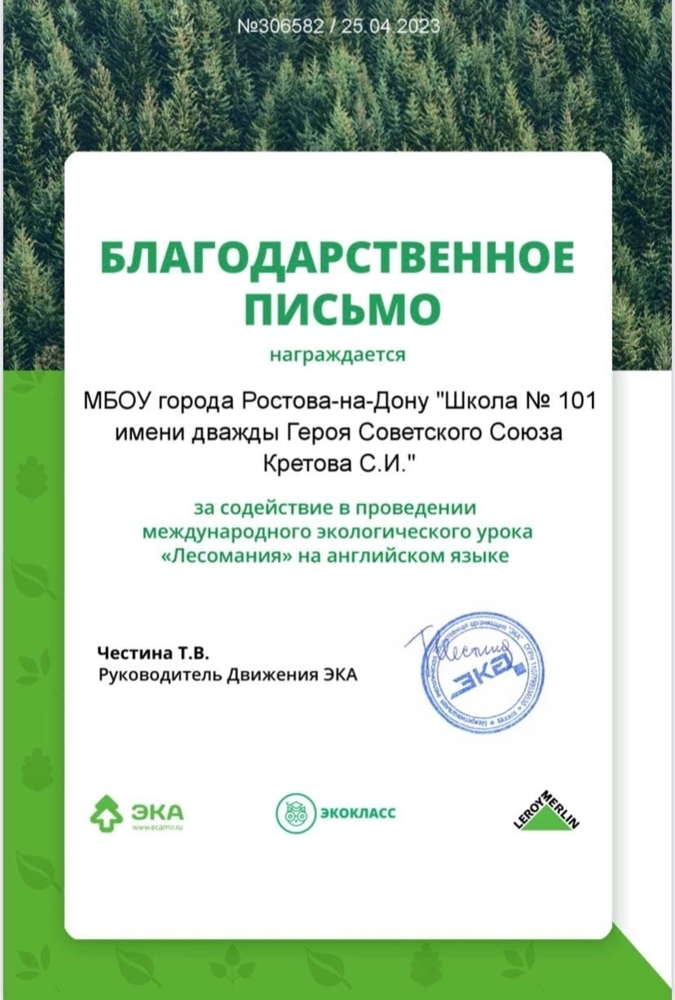 №306582 / 25.04.2023
БЛАГОДАРСТВЕННОЕ
ПИСЬМО
награждается
МБОУ города Ростова-на-Дону "Школа № 101
имени дважды Героя Советского Союза
Кретова С.И."
за содействие в проведении
международного экологического урока
«Лесомания» на английском языке
Честина Т.В.
Руководитель Движения ЭКА
ЭКА
ЭКА
www.ecamir.ru
ЭКОКЛАСС
LEROY MERLIN